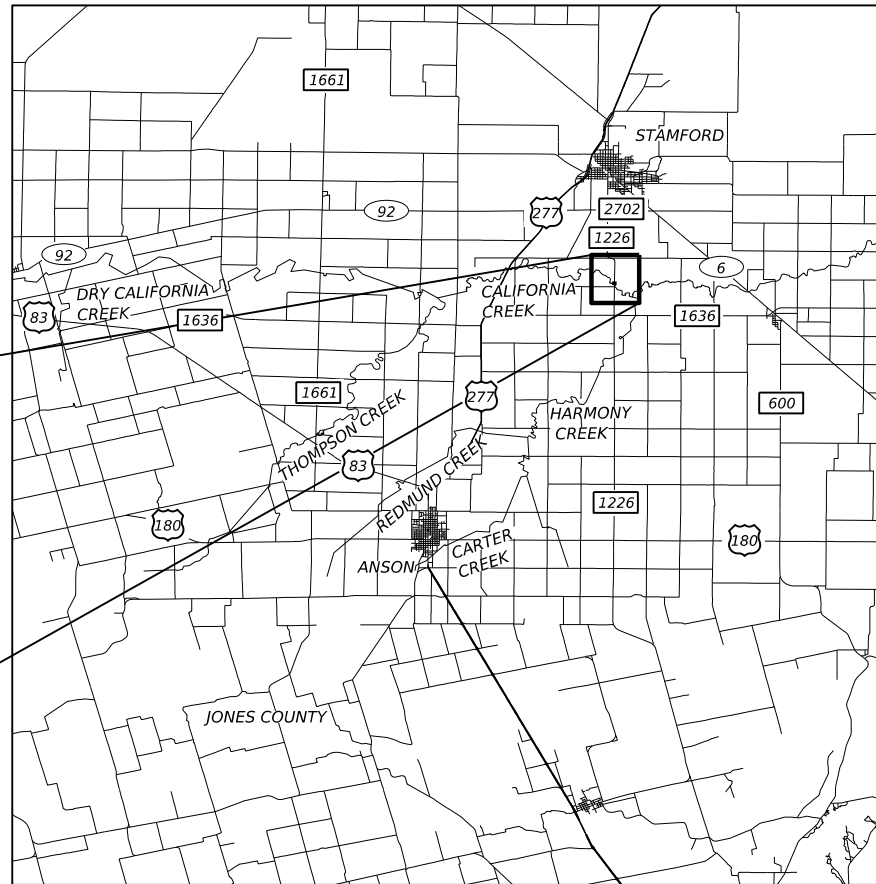 1661
STAMFORD
92
277
2702
1226
92
6
DRY CALIFORNIA
CREEK
CALIFORNIA
CREEK
83
1636
1636
1661
277
600
HARMONY
CREEK
THOMPSON CREEK
83
REDMUND CREEK
1226
180
180
CARTER
CREEK
ANSON
JONES COUNTY